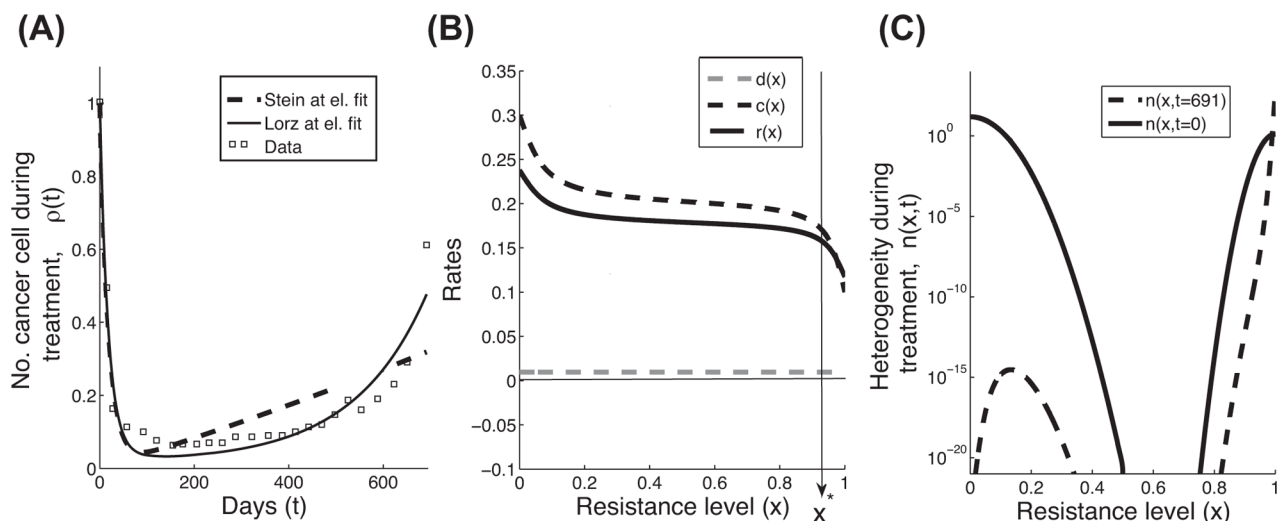 (A)
No. cancer cell during
treatment, ρ(t)
1
0.8
0.6
0.4
0.2
0
0
200
400
600
Days (t)
Stein at el. fit
Lorz at el. fit
Data
(B)
Rates
0.35
0.3
0.25
0.2
0.15
0.1
0.05
0
−0.05
−0.1
0
0.2
0.4
0.6
0.8
1
Resistance level (x)
x*
d(x)
c(x)
r(x)
(C)
Heterogeneity during
treatment, n(x,t)
10^0
10^−5
10^−10
10^−15
10^−20
0
0.2
0.4
0.6
0.8
1
Resistance level (x)
n(x,t=691)
n(x,t=0)